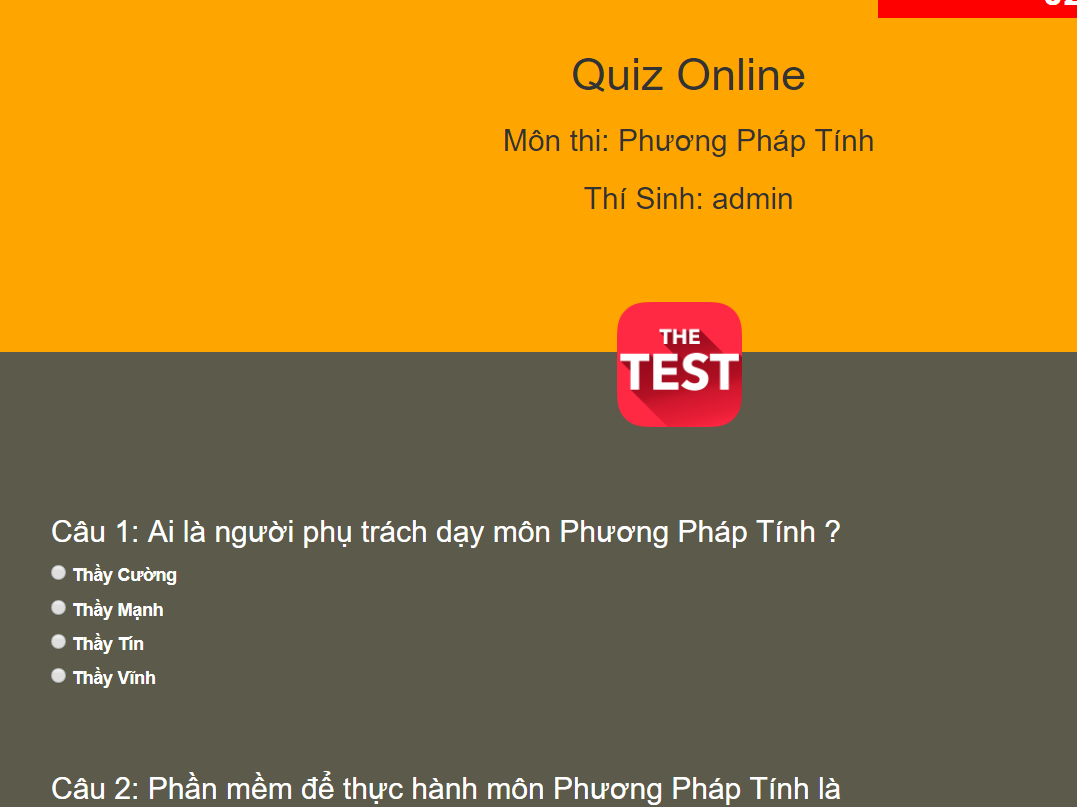 Quiz Online
Môn thi: Phương Pháp Tính
Thí Sinh: admin
THE
TEST
Câu 1: Ai là người phụ trách dạy môn Phương Pháp Tính ?
Thầy Cường
Thầy Mạnh
Thầy Tín
Thầy Vĩnh
Câu 2: Phần mềm để thực hành môn Phương Pháp Tính là